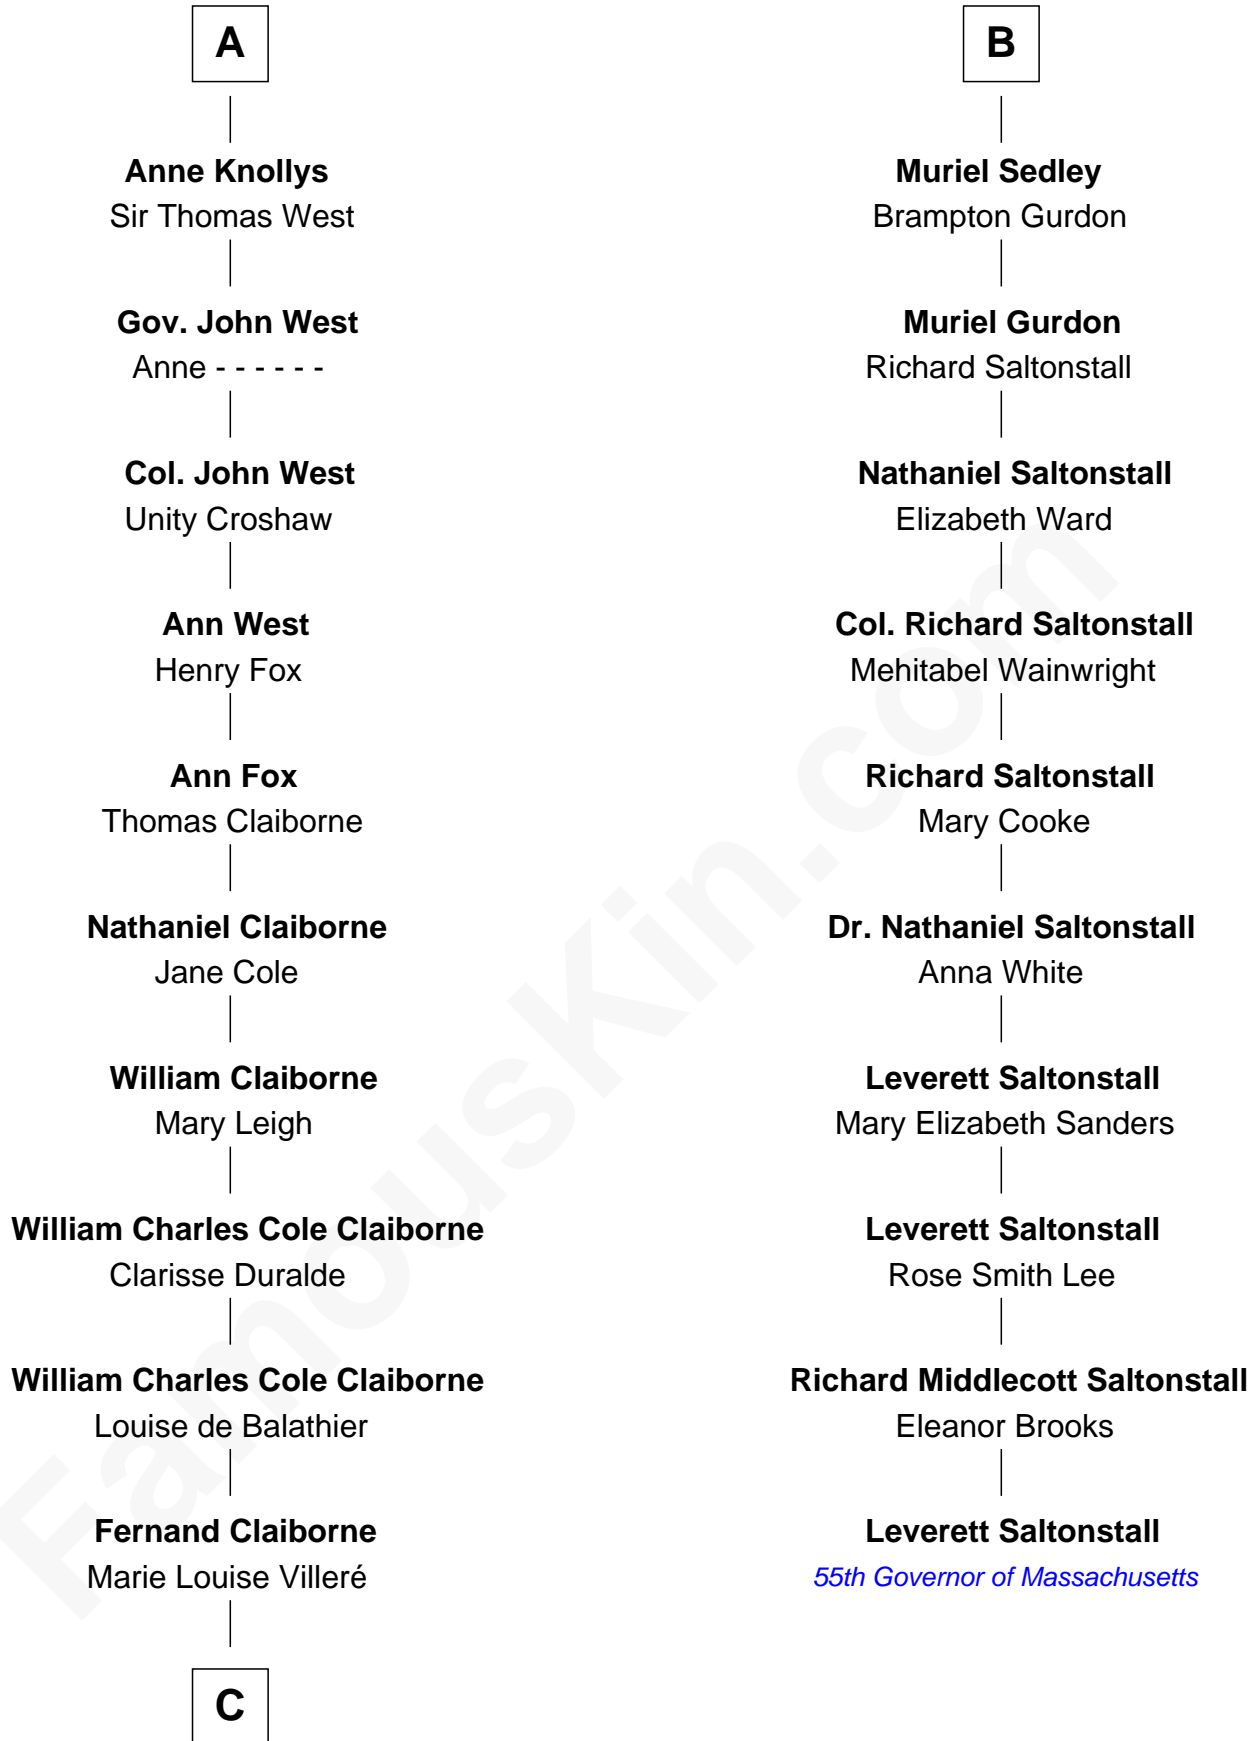 A
Anne Knollys
Sir Thomas West
Gov. John West
Anne - - - - - -
Col. John West
Unity Croshaw
Ann West
Henry Fox
Ann Fox
Thomas Claiborne
Nathaniel Claiborne
Jane Cole
William Claiborne
Mary Leigh
William Charles Cole Claiborne
Clarisse Duralde
William Charles Cole Claiborne
Louise de Balathier
Fernand Claiborne
Marie Louise Villeré
C
B
Muriel Sedley
Brampton Gurdon
Muriel Gurdon
Richard Saltonstall
Nathaniel Saltonstall
Elizabeth Ward
Col. Richard Saltonstall
Mehitabel Wainwright
Richard Saltonstall
Mary Cooke
Dr. Nathaniel Saltonstall
Anna White
Leverett Saltonstall
Mary Elizabeth Sanders
Leverett Saltonstall
Rose Smith Lee
Richard Middlecott Saltonstall
Eleanor Brooks
Leverett Saltonstall
55th Governor of Massachusetts
FamousKin.com